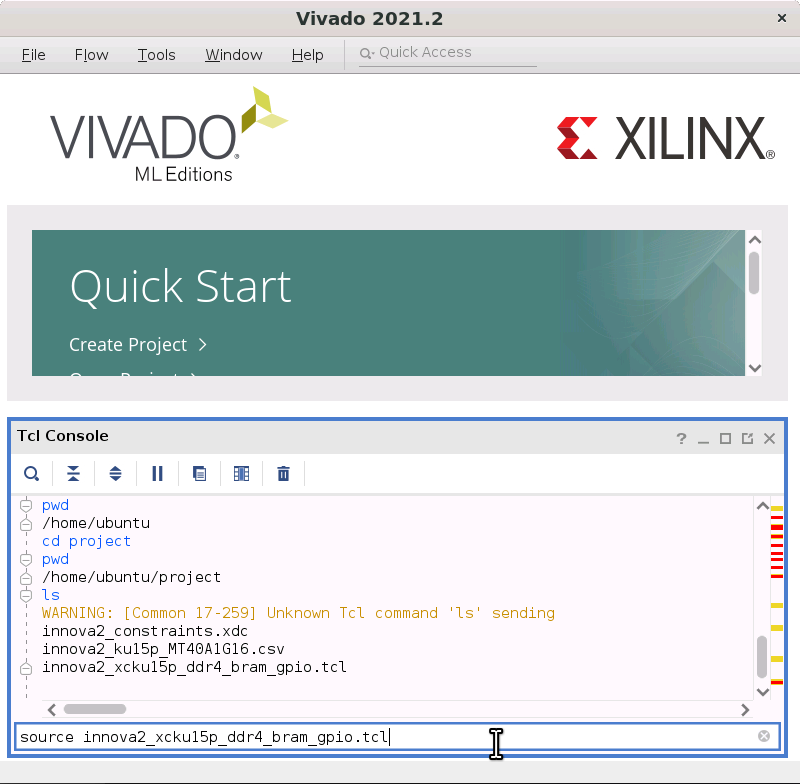 Vivado 2021.2
File Flow Tools Window Help Quick Access
VIVADO
ML Editions
XILINX®
Quick Start
Create Project
Open Project
Tcl Console
pwd
/home/ubuntu
cd project
pwd
/home/ubuntu/project
ls
WARNING: [Common 17-259] Unknown Tcl command 'ls' sending
innova2_constraints.xdc
innova2_ku15p_MT40A1G16.csv
innova2_xcku15p_ddr4_bram_gpio.tcl
source innova2_xcku15p_ddr4_bram_gpio.tcl